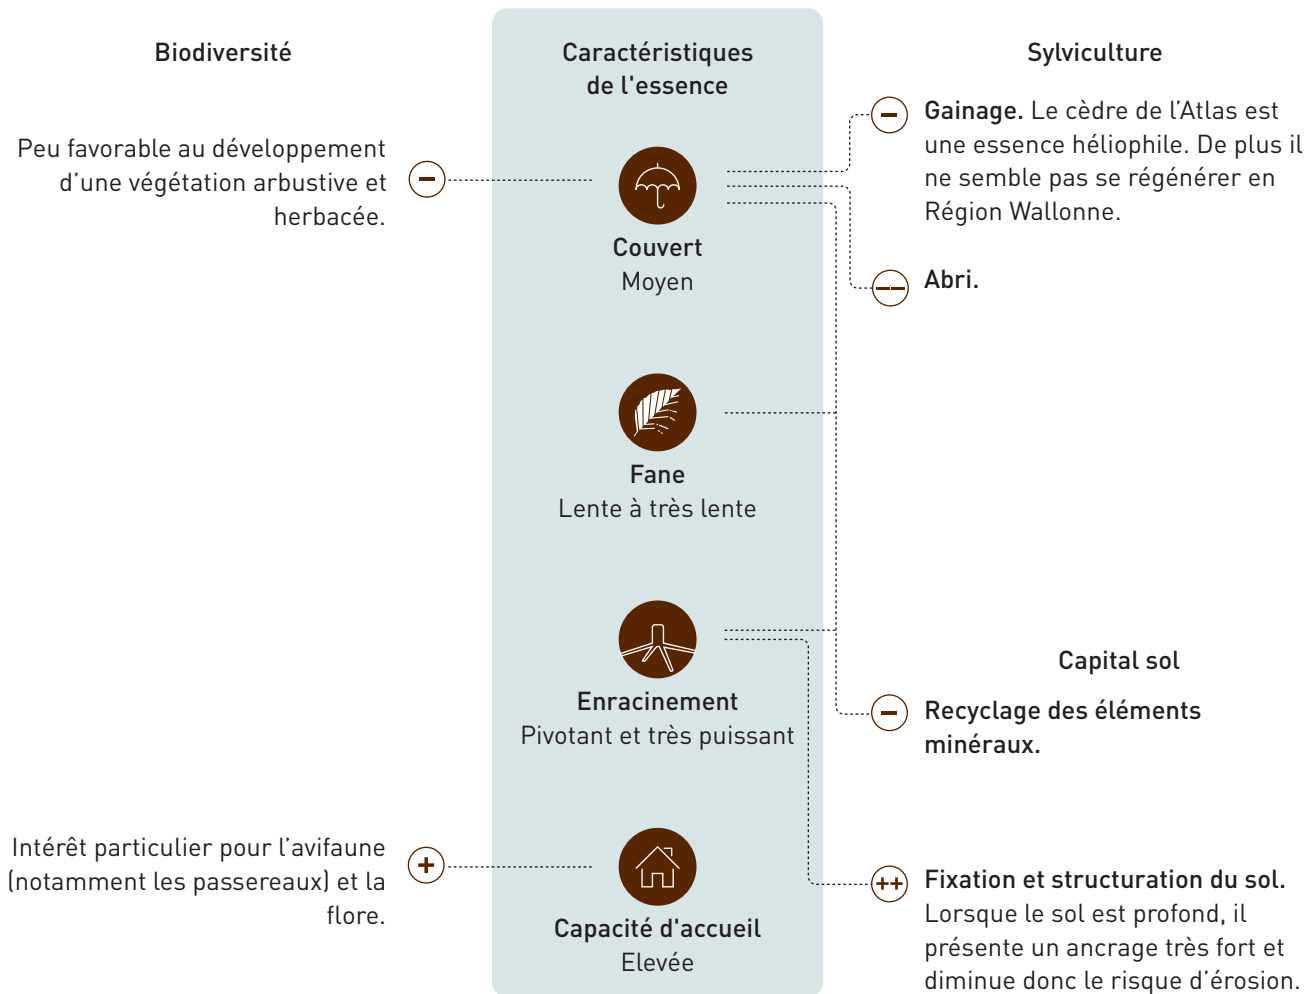 Biodiversité
Peu favorable au développement
d’une végétation arbustive et
herbacée.
Intérêt particulier pour l’avifaune
(notamment les passereaux) et la
flore.
Caractéristiques
de l'essence
Couvert
Moyen
Fane
Lente à très lente
Enracinement
Pivotant et très puissant
Capacité d'accueil
Elevée
Sylviculture
Gainage. Le cèdre de l’Atlas est
une essence héliophile. De plus il
ne semble pas se régénérer en
Région Wallonne.
Abri.
Capital sol
Recyclage des éléments
minéraux.
Fixation et structuration du sol.
Lorsque le sol est profond, il
présente un ancrage très fort et
diminue donc le risque d’érosion.